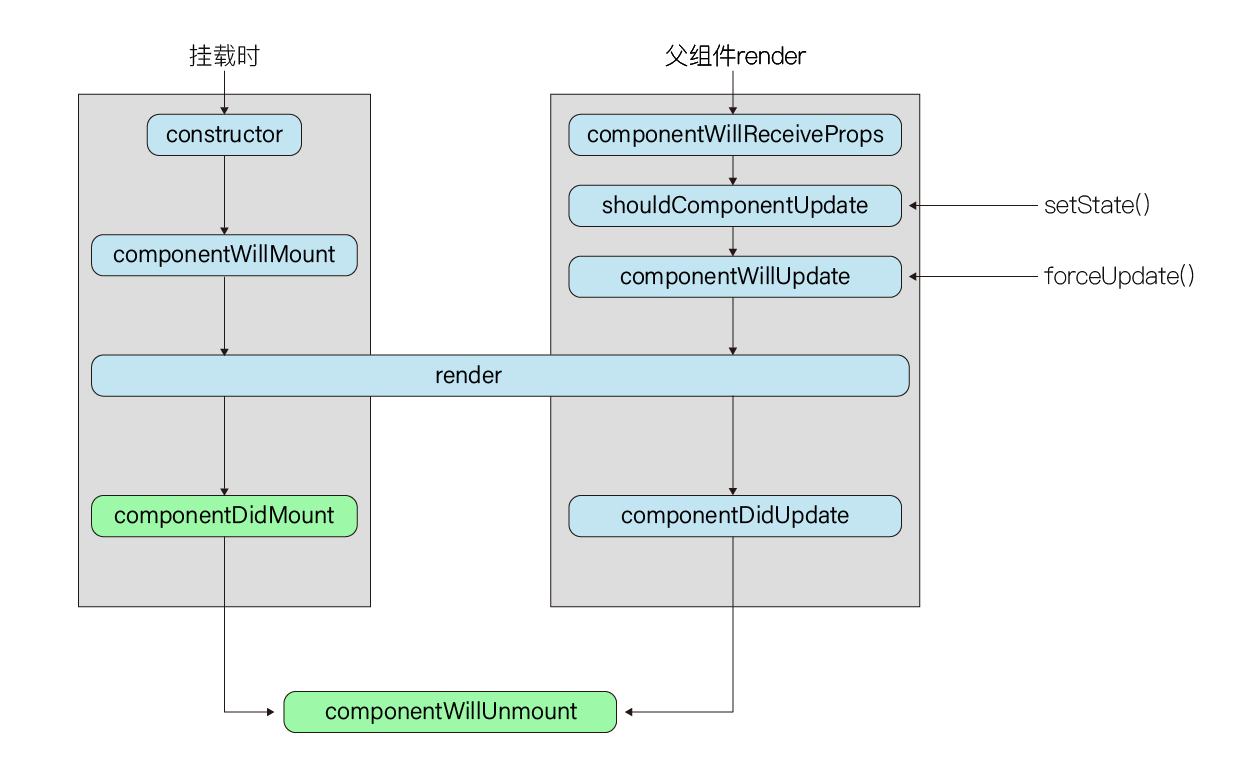 挂载时
父组件render
constructor
componentWillReceiveProps
shouldComponentUpdate
setState()
componentWillMount
componentWillUpdate
forceUpdate()
render
componentDidMount
componentDidUpdate
componentWillUnmount